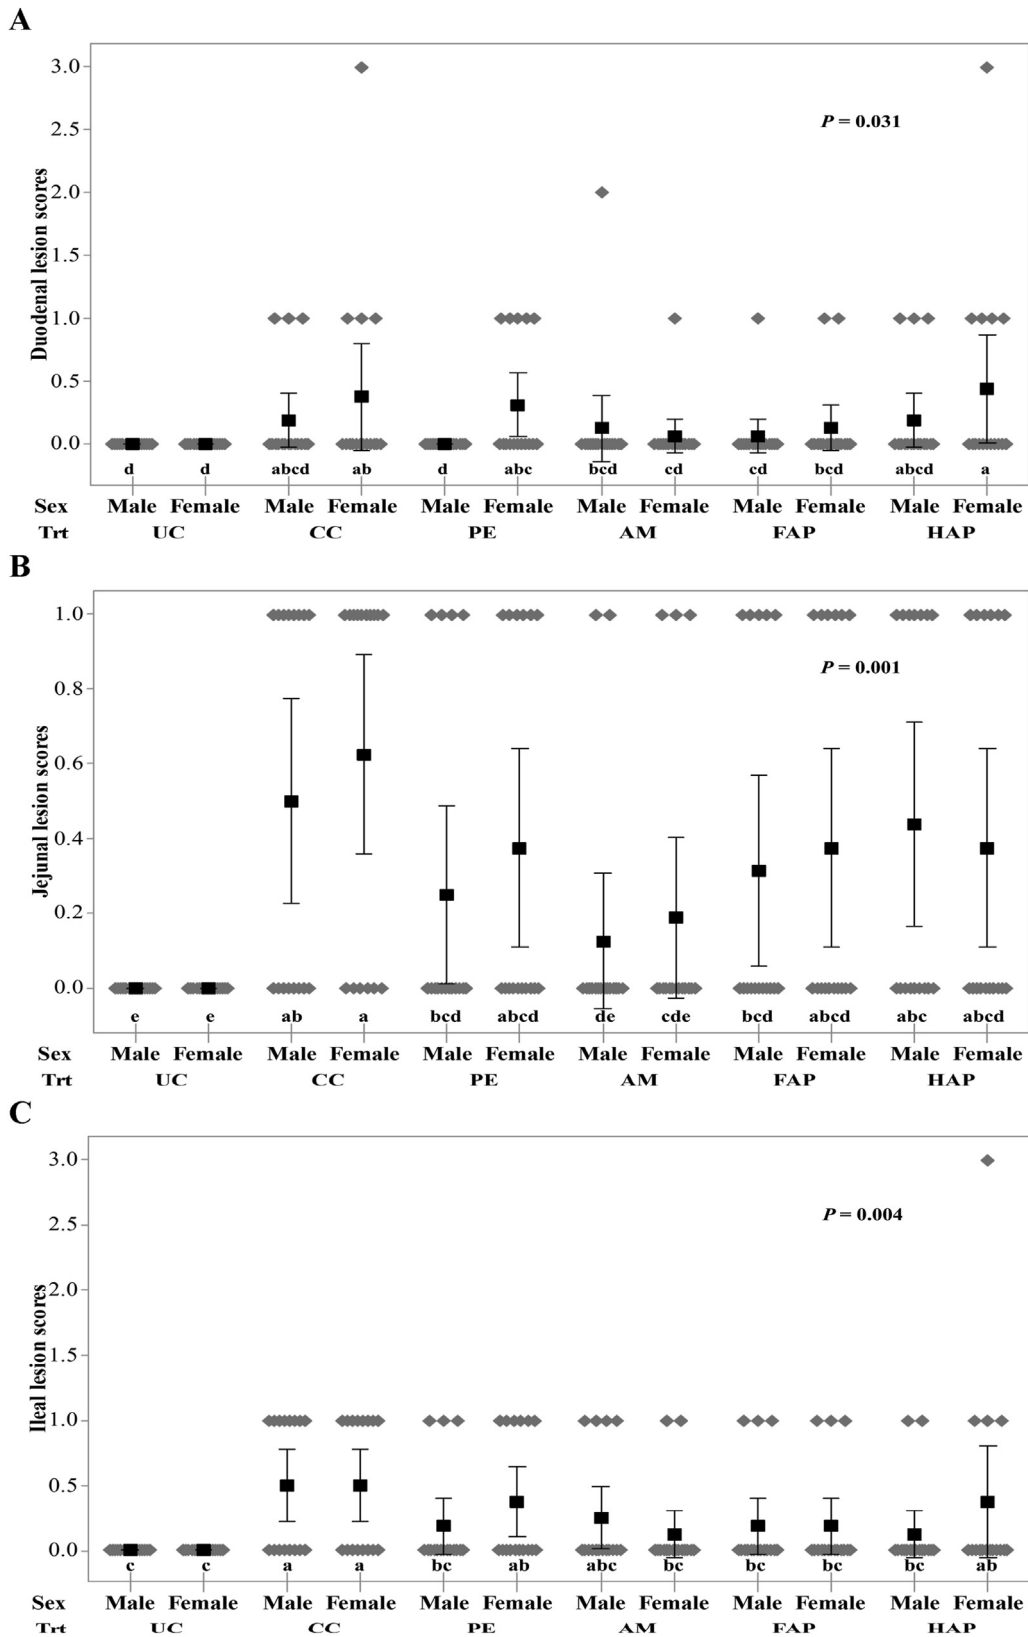 A
3.0
2.5
2.0
1.5
1.0
0.5
0.0
Duodenal lesion scores
P = 0.031
d d abcd ab d abc bcd cd cd bcd abcd a
Sex Male Female Male Female Male Female Male Female Male Female Male Female
Trt UC CC PE AM FAP HAP
B
1.0
0.8
0.6
0.4
0.2
0.0
Jejunal lesion scores
P = 0.001
e e ab a bcd abcd de cde bcd abcd abc abcd
Sex Male Female Male Female Male Female Male Female Male Female Male Female
Trt UC CC PE AM FAP HAP
C
3.0
2.5
2.0
1.5
1.0
0.5
0.0
Ileal lesion scores
P = 0.004
c c a a bc ab abc bc bc bc bc ab
Sex Male Female Male Female Male Female Male Female Male Female Male Female
Trt UC CC PE AM FAP HAP